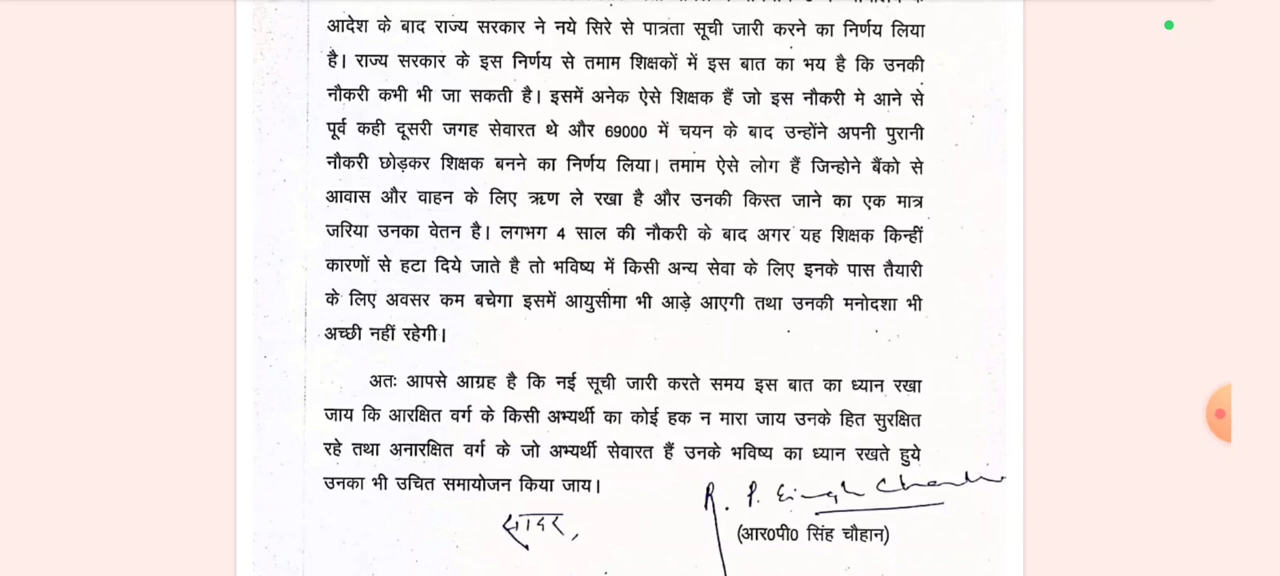 आदेश के बाद राज्य सरकार ने नये सिरे से पात्रता सूची जारी करने का निर्णय लिया
है। राज्य सरकार के इस निर्णय से तमाम शिक्षकों में इस बात का भय है कि उनकी
नौकरी कभी भी जा सकती है। इसमें अनेक ऐसे शिक्षक हैं जो इस नौकरी मे आने से
पूर्व कही दूसरी जगह सेवारत थे और 69000 में चयन के बाद उन्होंने अपनी पुरानी
नौकरी छोड़कर शिक्षक बनने का निर्णय लिया। तमाम ऐसे लोग हैं जिन्होने बैंको से
आवास और वाहन के लिए ऋण ले रखा है और उनकी किस्त जाने का एक मात्र
जरिया उनका वेतन है। लगभग 4 साल की नौकरी के बाद अगर यह शिक्षक किन्हीं
कारणों से हटा दिये जाते है तो भविष्य में किसी अन्य सेवा के लिए इनके पास तैयारी
के लिए अवसर कम बचेगा इसमें आयुसीमा भी आड़े आएगी तथा उनकी मनोदशा भी
अच्छी नहीं रहेगी।
अतः आपसे आग्रह है कि नई सूची जारी करते समय इस बात का ध्यान रखा
जाय कि आरक्षित वर्ग के किसी अभ्यर्थी का कोई हक न मारा जाय उनके हित सुरक्षित
रहे तथा अनारक्षित वर्ग के जो अभ्यर्थी सेवारत हैं उनके भविष्य का ध्यान रखते हुये
उनका भी उचित समायोजन किया जाय।
सादर,
R. P. Singh
(आर0पी0 सिंह चौहान)